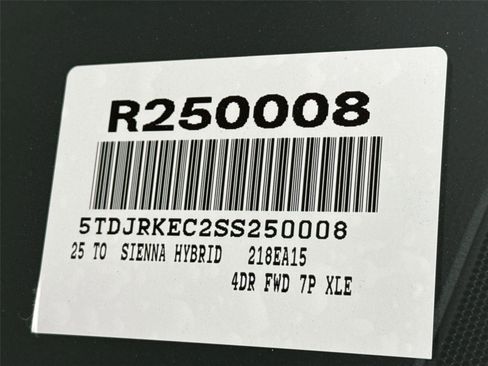 R250008
5TDJRKEC2SS250008
25 TO SIENNA HYBRID 218EA15
4DR FWD 7P XLE